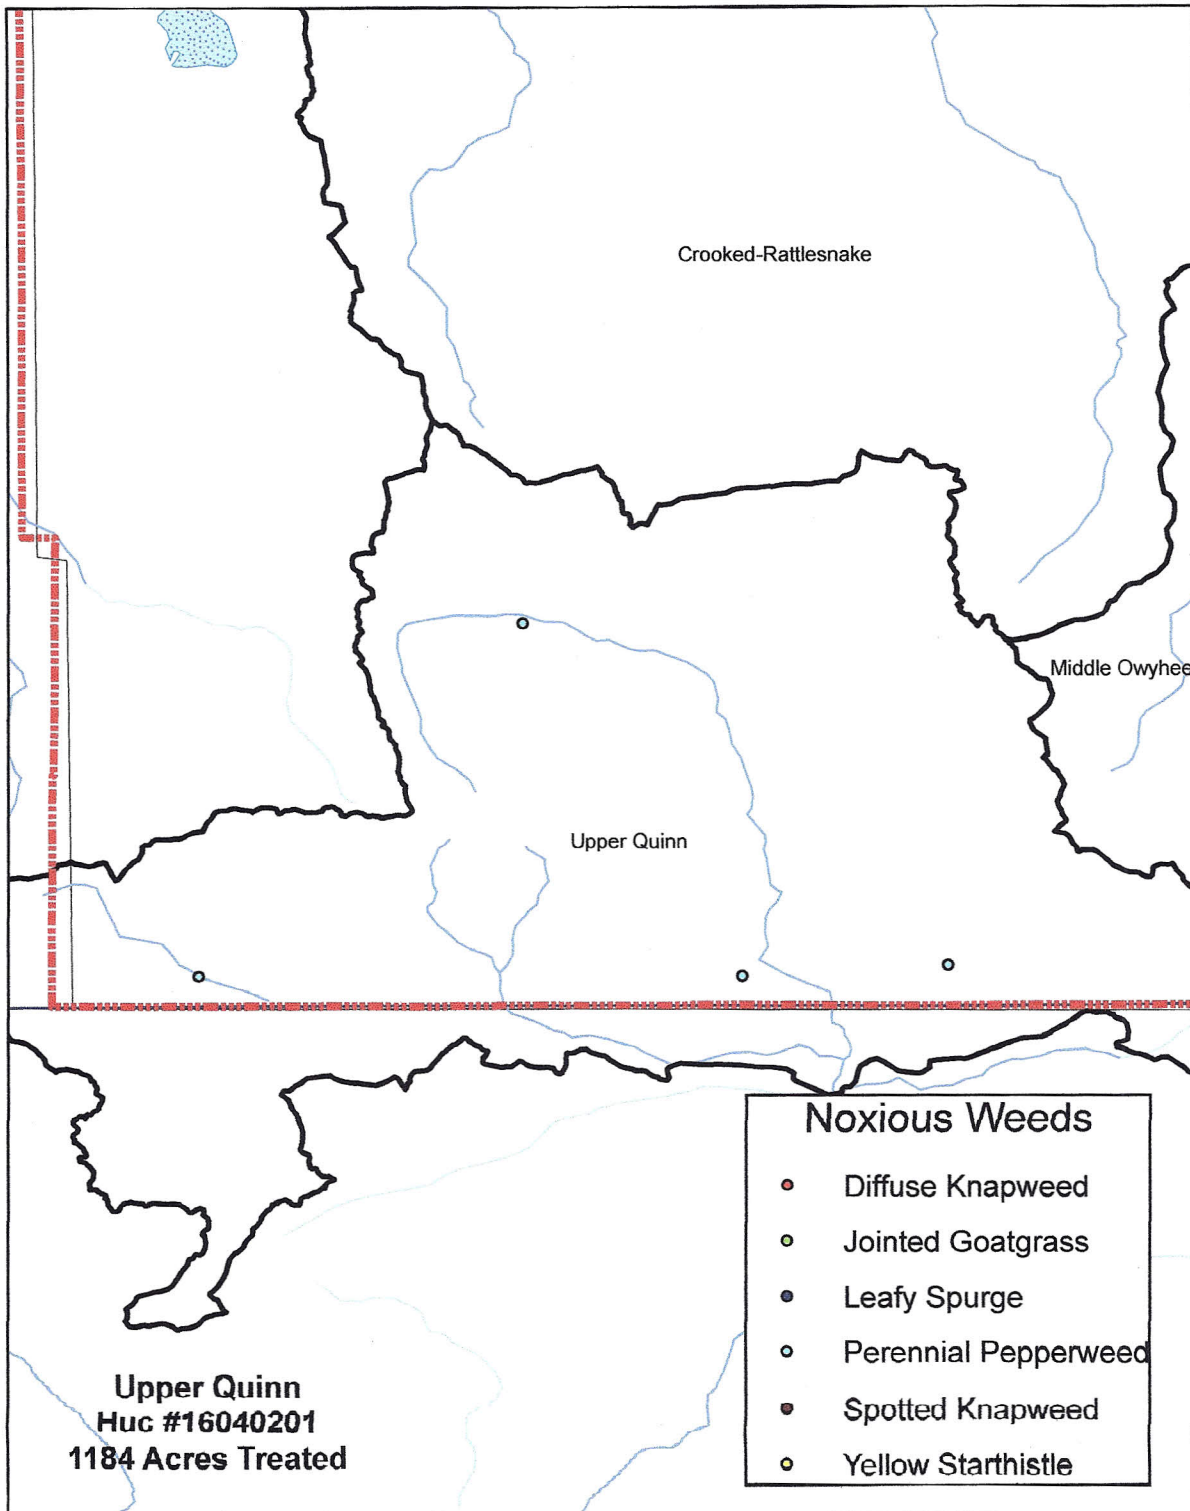 Crooked-Rattlesnake
Middle Owyhee
Upper Quinn
Noxious Weeds
Diffuse Knapweed
Jointed Goatgrass
Leafy Spurge
Perennial Pepperweed
Spotted Knapweed
Yellow Starthistle
Upper Quinn
Huc #16040201
1184 Acres Treated